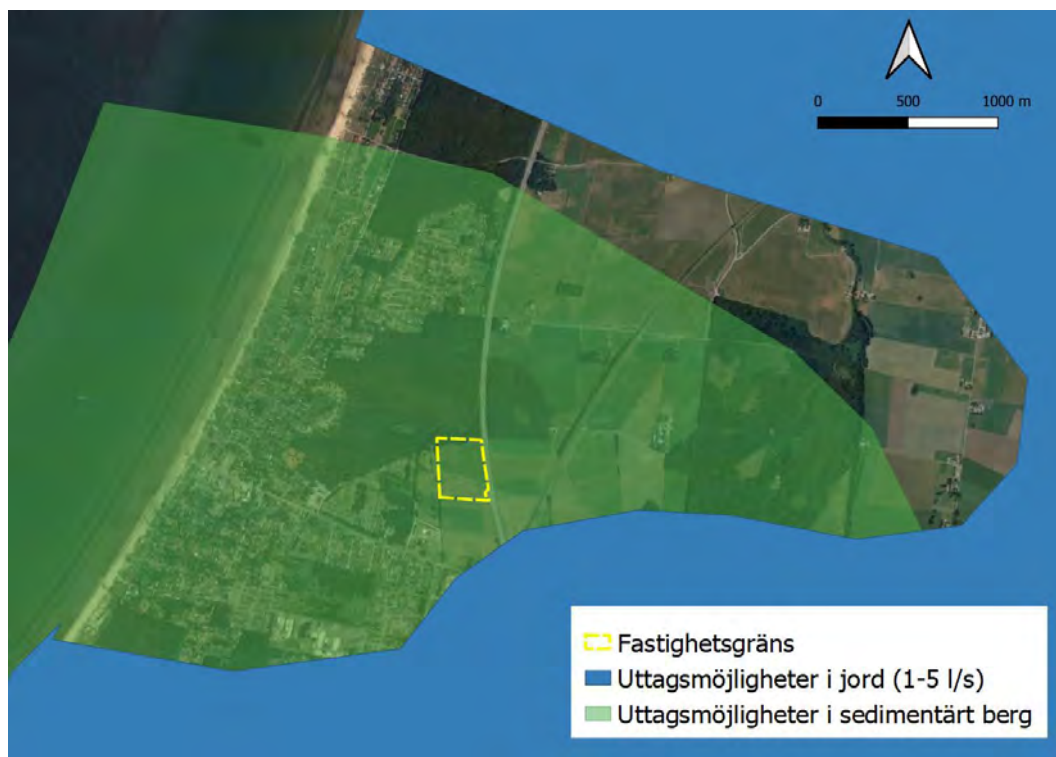 0 500 1000 m
Fastighetsgräns
Uttagsmöjligheter i jord (1-5 l/s)
Uttagsmöjligheter i sedimentärt berg